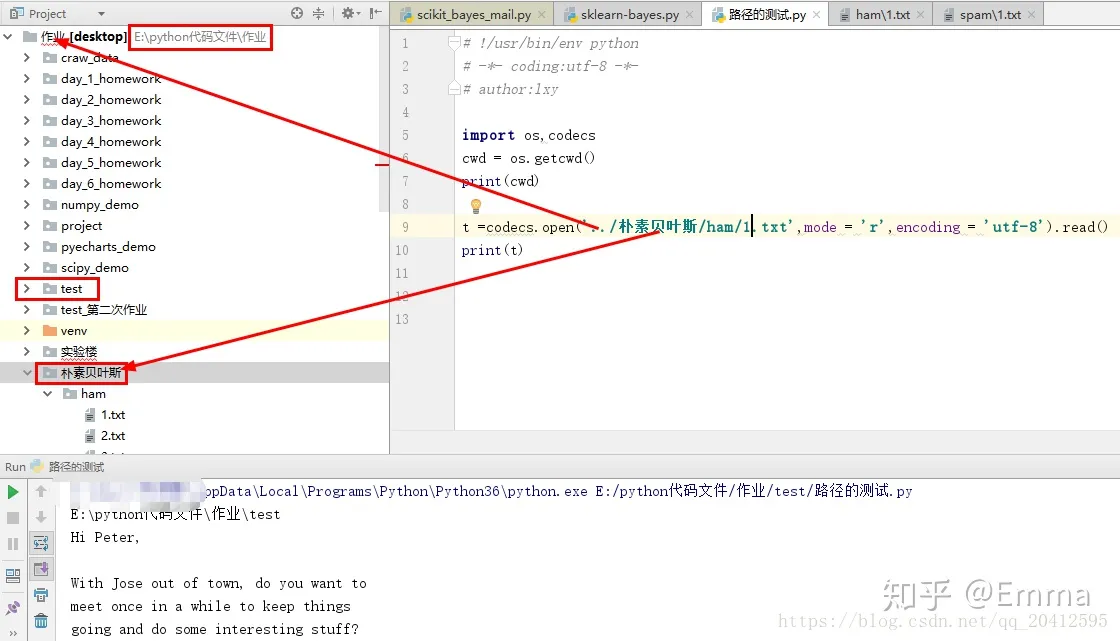 Project
作业 [desktop] E:\python代码文件\作业
craw_data
day_1_homework
day_2_homework
day_3_homework
day_4_homework
day_5_homework
day_6_homework
numpy_demo
project
pyecharts_demo
scipy_demo
test
test_第二次作业
venv
实验楼
朴素贝叶斯
ham
1.txt
2.txt
scikit_bayes_mail.py
sklearn-bayes.py
路径的测试.py
ham\1.txt
spam\1.txt
1 # !/usr/bin/env python
2 # -*- coding:utf-8 -*-
3 # author:lxy
4
5 import os,codecs
6 cwd = os.getcwd()
7 print(cwd)
8
9 t =codecs.open('../朴素贝叶斯/ham/1.txt',mode = 'r',encoding = 'utf-8').read()
10 print(t)
11
12
13
Run 路径的测试
ppData\Local\Programs\Python\Python36\python.exe E:/python代码文件/作业/test/路径的测试.py
E:\python代码文件\作业\test
Hi Peter,
With Jose out of town, do you want to
meet once in a while to keep things
going and do some interesting stuff?
知乎 @Emma
https://blog.csdn.net/qq_20412595